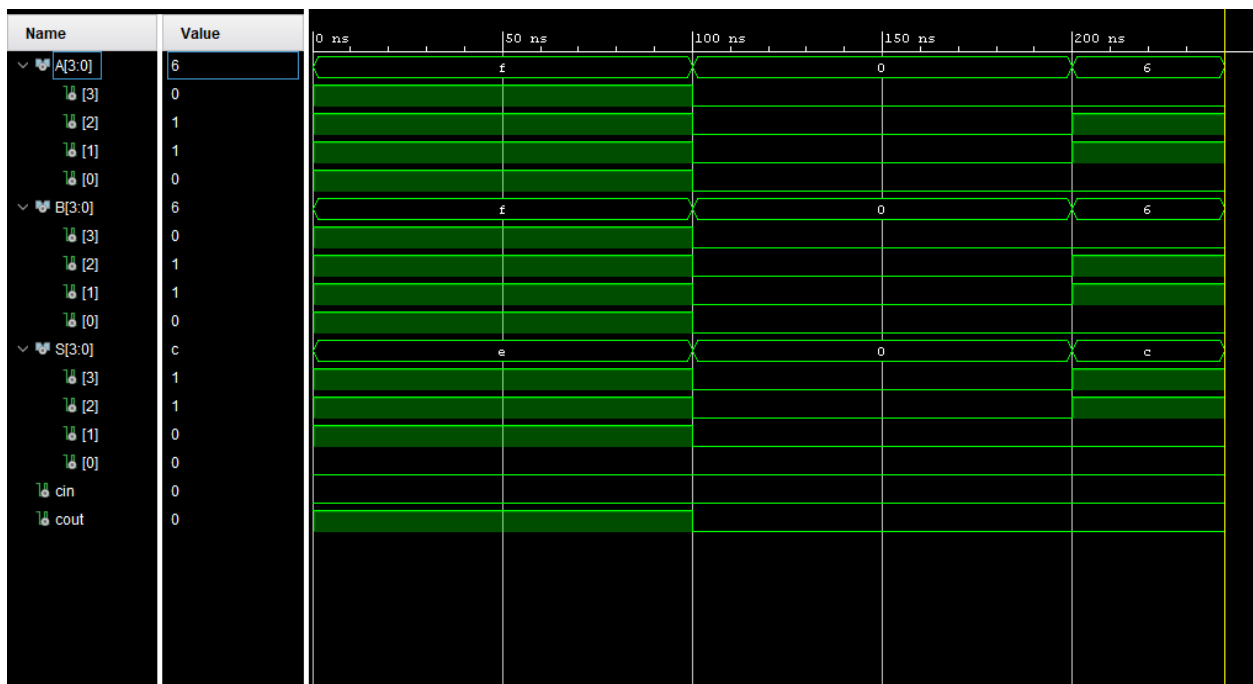 Name Value 0 ns 50 ns 100 ns 150 ns 200 ns
A[3:0] 6 f 0 6
[3] 0
[2] 1
[1] 1
[0] 0
B[3:0] 6 f 0 6
[3] 0
[2] 1
[1] 1
[0] 0
S[3:0] c e 0 c
[3] 1
[2] 1
[1] 0
[0] 0
cin 0
cout 0